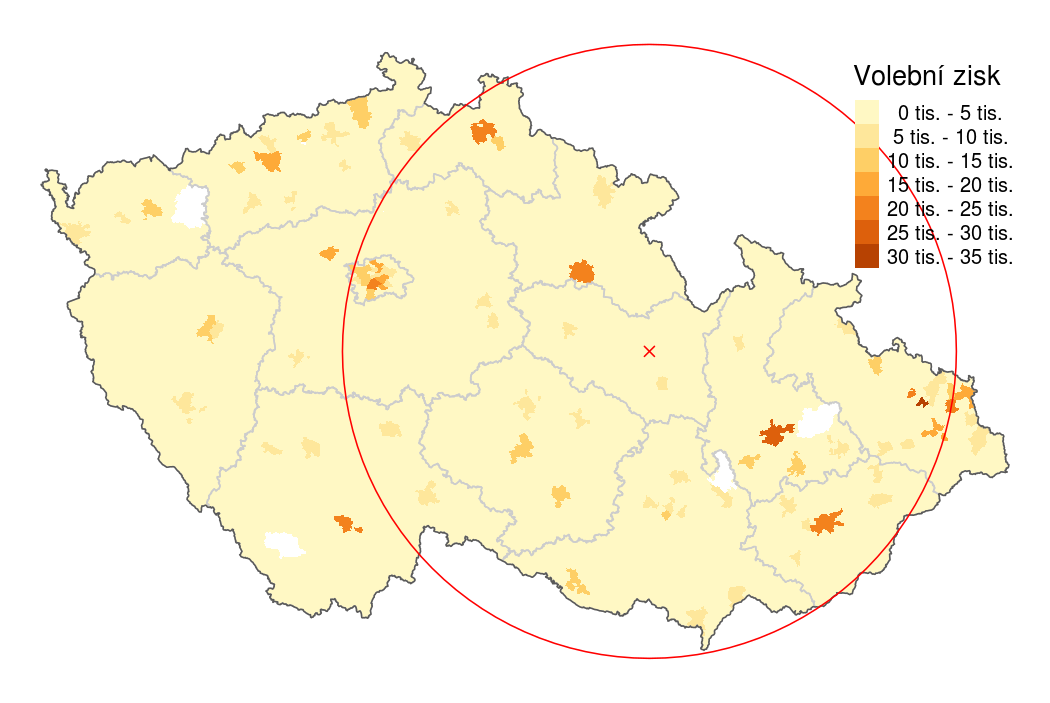 Volební zisk
0 tis. - 5 tis.
5 tis. - 10 tis.
10 tis. - 15 tis.
15 tis. - 20 tis.
20 tis. - 25 tis.
25 tis. - 30 tis.
30 tis. - 35 tis.